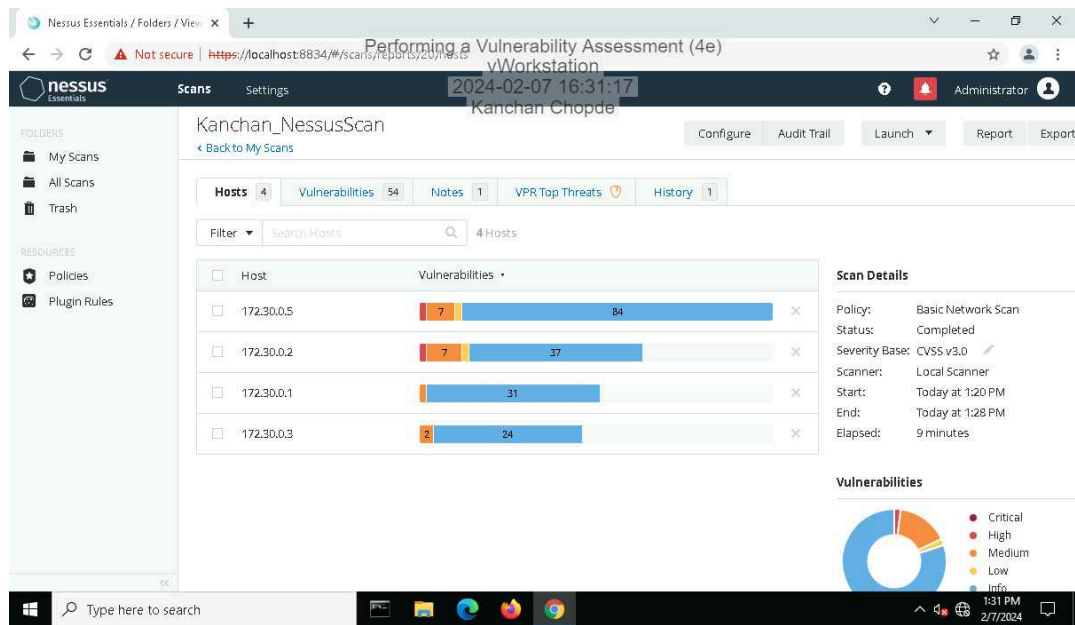 Nessus Essentials / Folders / View
Not secure | https://localhost:8834/#/scans/reports/20/hosts
Performing a Vulnerability Assessment (4e)
vWorkstation
2024-02-07 16:31:17
Kanchan Chopde
nessus
Essentials
Scans Settings
Administrator
FOLDERS
My Scans
All Scans
Trash
RESOURCES
Policies
Plugin Rules
Kanchan_NessusScan
< Back to My Scans
Configure Audit Trail Launch Report Export
Hosts 4 Vulnerabilities 54 Notes 1 VPR Top Threats History 1
Filter Search Hosts 4 Hosts
Host Vulnerabilities
172.30.0.5 7 84
172.30.0.2 7 37
172.30.0.1 31
172.30.0.3 2 24
Scan Details
Policy: Basic Network Scan
Status: Completed
Severity Base: CVSS v3.0
Scanner: Local Scanner
Start: Today at 1:20 PM
End: Today at 1:28 PM
Elapsed: 9 minutes
Vulnerabilities
Critical
High
Medium
Low
Info
Type here to search
1:31 PM
2/7/2024